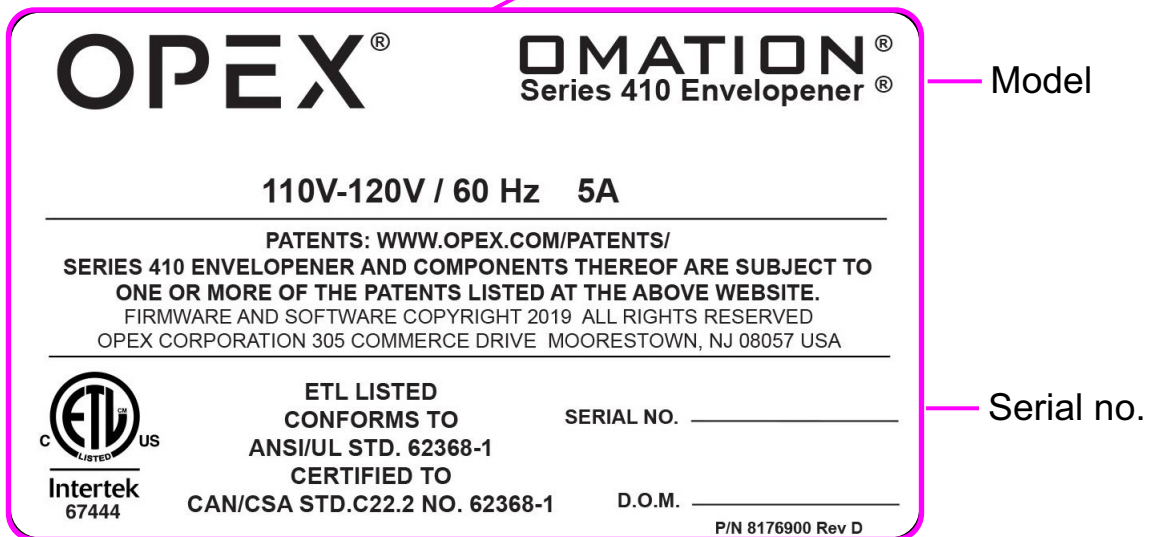 OPEX®
OMATION®
Series 410 Envelopener ®
Model
110V-120V / 60 Hz 5A
PATENTS: WWW.OPEX.COM/PATENTS/
SERIES 410 ENVELOPENER AND COMPONENTS THEREOF ARE SUBJECT TO
ONE OR MORE OF THE PATENTS LISTED AT THE ABOVE WEBSITE.
FIRMWARE AND SOFTWARE COPYRIGHT 2019 ALL RIGHTS RESERVED
OPEX CORPORATION 305 COMMERCE DRIVE MOORESTOWN, NJ 08057 USA
ETL CM
LISTED
C US
Intertek
67444
ETL LISTED
CONFORMS TO
ANSI/UL STD. 62368-1
CERTIFIED TO
CAN/CSA STD.C22.2 NO. 62368-1
SERIAL NO.
Serial no.
D.O.M.
P/N 8176900 Rev D